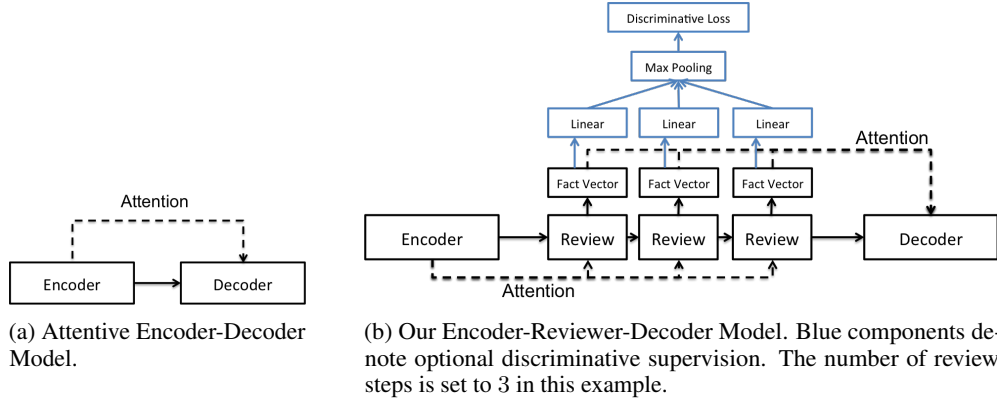 Attention
Encoder
Decoder
(a) Attentive Encoder-Decoder
Model.
Discriminative Loss
Max Pooling
Linear
Linear
Linear
Attention
Fact Vector
Fact Vector
Fact Vector
Encoder
Review
Review
Review
Decoder
Attention
(b) Our Encoder-Reviewer-Decoder Model. Blue components de-
note optional discriminative supervision. The number of review
steps is set to 3 in this example.